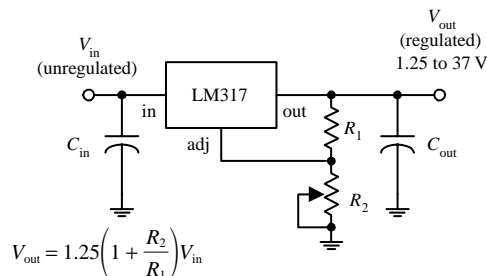 V_out
(regulated)
1.25 to 37 V
V_in
(unregulated)
in
LM317
out
adj
R_1
C_in
C_out
R_2
V_out = 1.25(1 + R_2/R_1)V_in